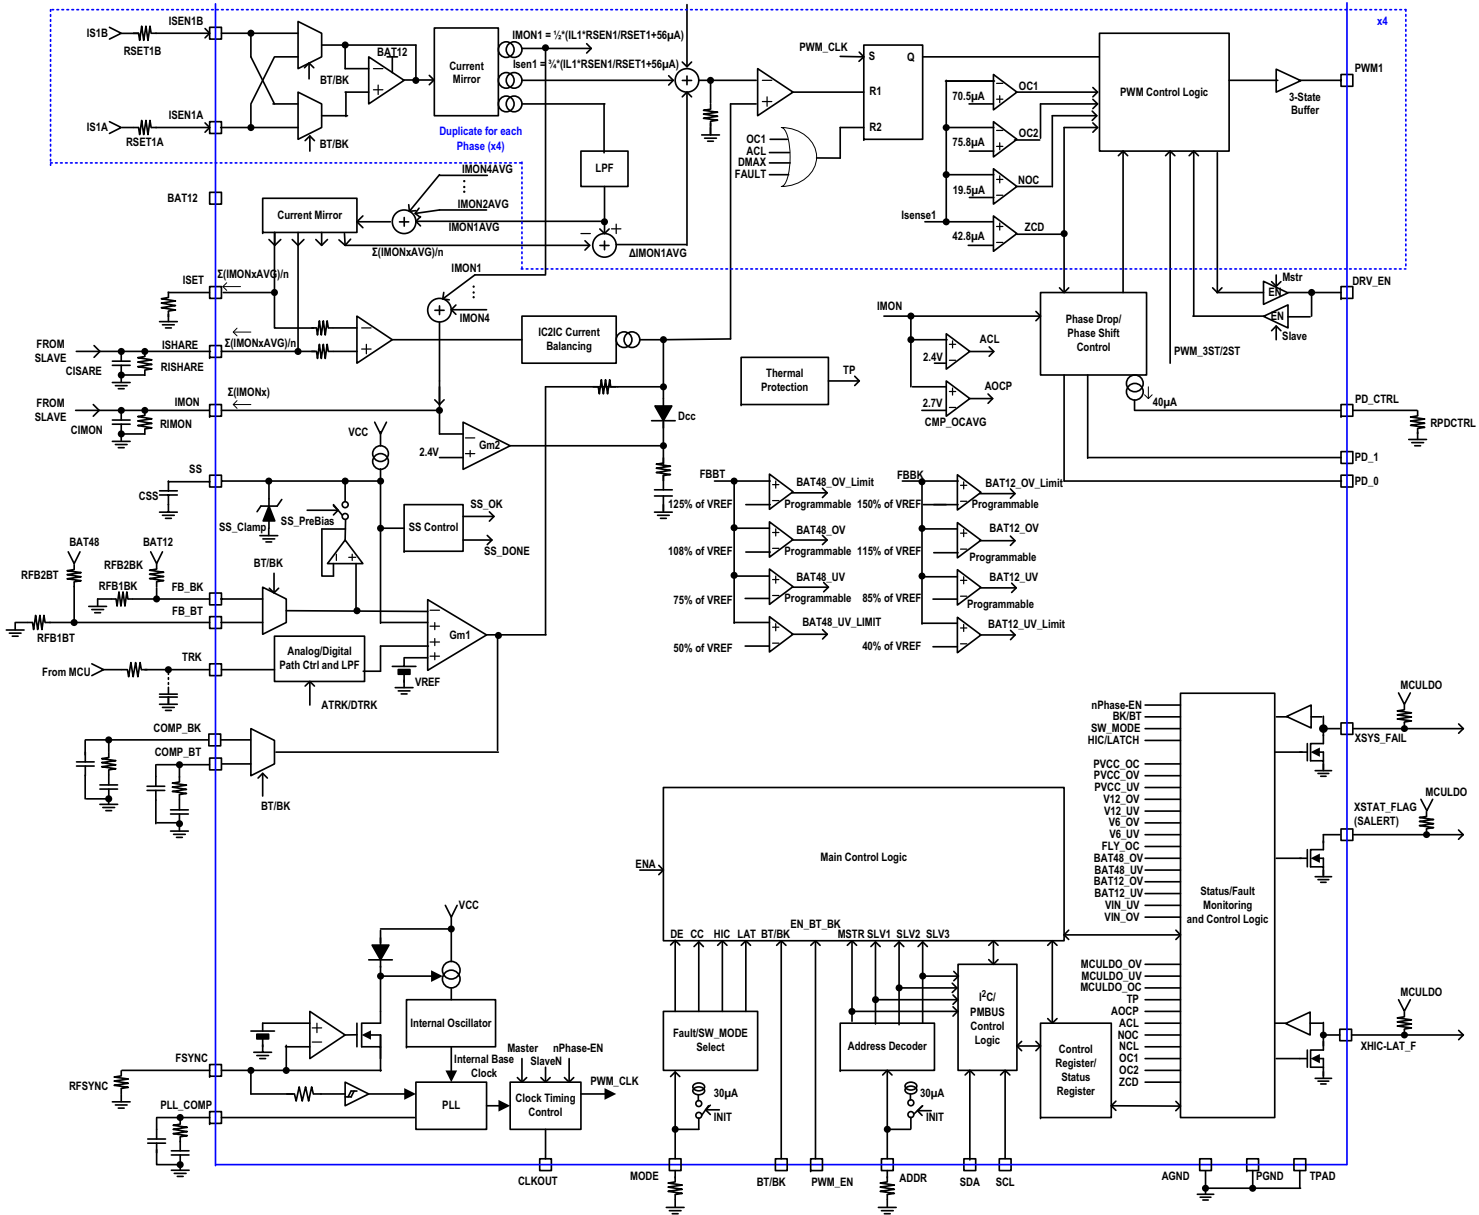 x4
ISEN1B
IS1B
RSET1B
BT/BK
BAT12
Current
Mirror
IMON1 = ½*(IL1*RSEN1/RSET1+56µA)
Isen1 = ¾*(IL1*RSEN1/RSET1+56µA)
ISEN1A
IS1A
RSET1A
BT/BK
Duplicate for each
Phase (x4)
LPF
PWM_CLK
S
Q
R1
R2
OC1
ACL
DMAX
FAULT
70.5µA
OC1
75.8µA
OC2
19.5µA
NOC
Isense1
42.8µA
ZCD
PWM Control Logic
3-State
Buffer
PWM1
BAT12
Current Mirror
IMON4AVG
IMON2AVG
IMON1AVG
Σ(IMONxAVG)/n
ΔIMON1AVG
ISET
Σ(IMONxAVG)/n
IMON1
IMON4
FROM
SLAVE
CISARE
RISHARE
ISHARE
Σ(IMONxAVG)/n
IC2IC Current
Balancing
FROM
SLAVE
CIMON
RIMON
IMON
Σ(IMONx)
Dcc
2.4V
Gm2
Thermal
Protection
TP
IMON
2.4V
ACL
2.7V
AOCP
CMP_OCAVG
Phase Drop/
Phase Shift
Control
40µA
PWM_3ST/2ST
Mstr
EN
EN
Slave
DRV_EN
PD_CTRL
RPDCTRL
PD_1
PD_0
VCC
SS
CSS
SS_Clamp
SS_PreBias
SS Control
SS_OK
SS_DONE
BAT48
BAT12
RFB2BT
RFB2BK
RFB1BK
FB_BK
FB_BT
RFB1BT
BT/BK
Gm1
VREF
TRK
From MCU
Analog/Digital
Path Ctrl and LPF
ATRK/DTRK
COMP_BK
COMP_BT
BT/BK
FBBT
125% of VREF
BAT48_OV_Limit
Programmable
108% of VREF
BAT48_OV
Programmable
75% of VREF
BAT48_UV
Programmable
50% of VREF
BAT48_UV_LIMIT
FBBK
150% of VREF
BAT12_OV_Limit
Programmable
115% of VREF
BAT12_OV
Programmable
85% of VREF
BAT12_UV
Programmable
40% of VREF
BAT12_UV_Limit
nPhase-EN
BK/BT
SW_MODE
HIC/LATCH
PVCC_OC
PVCC_OV
PVCC_UV
V12_OV
V12_UV
V6_OV
V6_UV
FLY_OC
BAT48_OV
BAT48_UV
BAT12_OV
BAT12_UV
VIN_UV
VIN_OV
MCULDO_OV
MCULDO_UV
MCULDO_OC
TP
AOCP
ACL
NOC
NCL
OC1
OC2
ZCD
Status/Fault
Monitoring
and Control Logic
MCULDO
XSYS_FAIL
MCULDO
XSTAT_FLAG
(SALERT)
MCULDO
XHIC-LAT_F
ENA
Main Control Logic
EN_BT_BK
DE
CC
HIC
LAT
BT/BK
MSTR
SLV1
SLV2
SLV3
Fault/SW_MODE
Select
Address Decoder
I²C/
PMBUS
Control
Logic
Control
Register/
Status
Register
30µA
INIT
30µA
INIT
VCC
Internal Oscillator
Internal Base
Clock
FSYNC
RFSYNC
PLL_COMP
PLL
Master
SlaveN
nPhase-EN
Clock Timing
Control
PWM_CLK
CLKOUT
MODE
BT/BK
PWM_EN
ADDR
SDA
SCL
AGND
PGND
TPAD